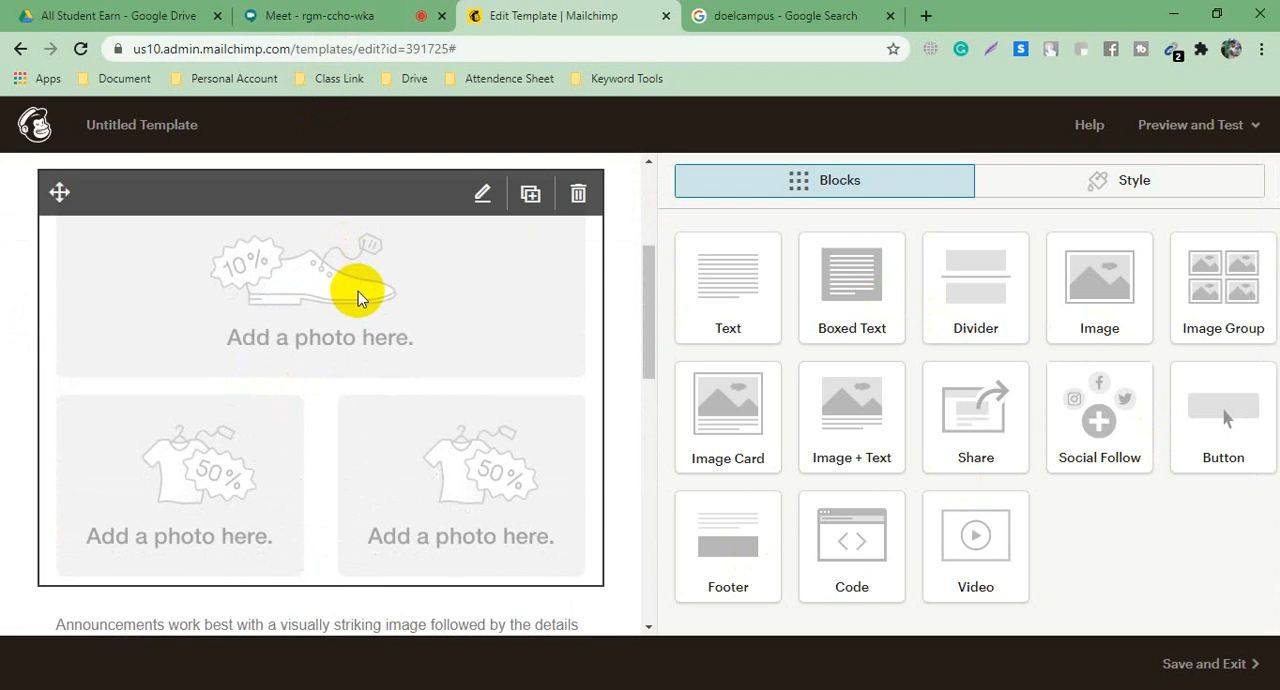 All Student Earn - Google Drive
Meet - rgm-ccho-wka
Edit Template | Mailchimp
doelcampus - Google Search
us10.admin.mailchimp.com/templates/edit?id=391725#
2
Apps
Document
Personal Account
Class Link
Drive
Attendence Sheet
Keyword Tools
Untitled Template
Help
Preview and Test
Blocks
Style
10%
Add a photo here.
50%
Add a photo here.
50%
Add a photo here.
Announcements work best with a visually striking image followed by the details
Text
Boxed Text
Divider
Image
Image Group
Image Card
Image + Text
Share
Social Follow
Button
Footer
Code
Video
Save and Exit